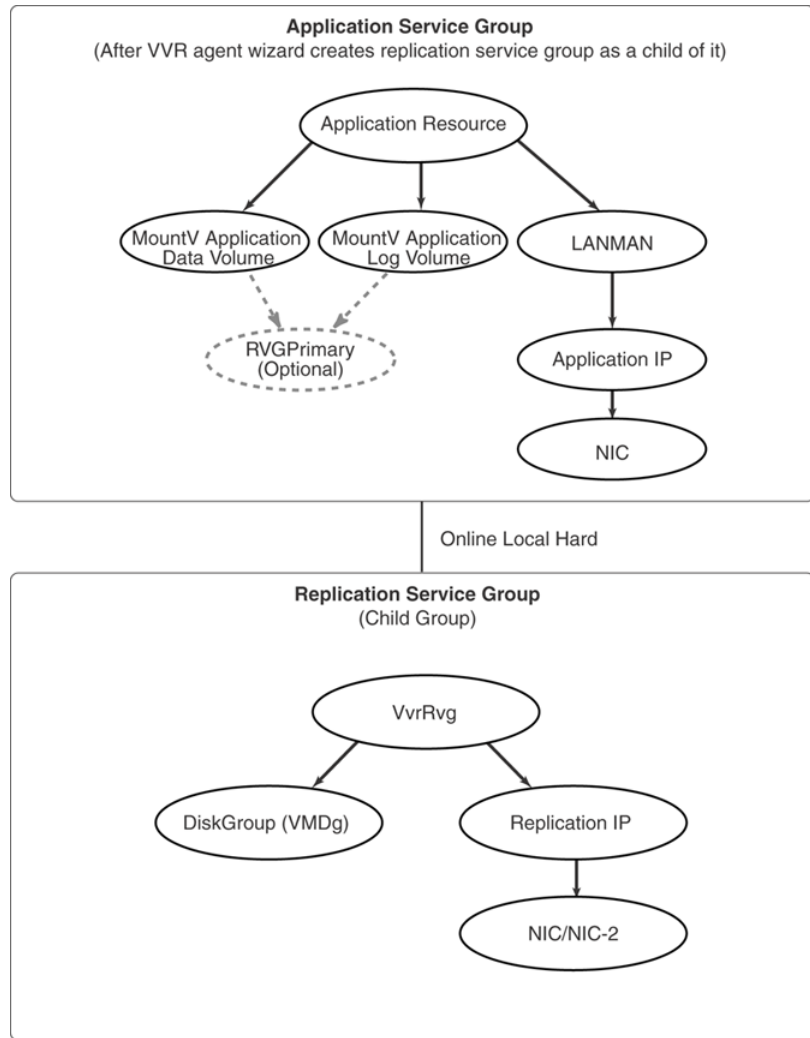 Application Service Group
(After VVR agent wizard creates replication service group as a child of it)
Application Resource
MountV Application
Data Volume
MountV Application
Log Volume
LANMAN
RVGPrimary
(Optional)
Application IP
NIC
Online Local Hard
Replication Service Group
(Child Group)
VvrRvg
DiskGroup (VMDg)
Replication IP
NIC/NIC-2